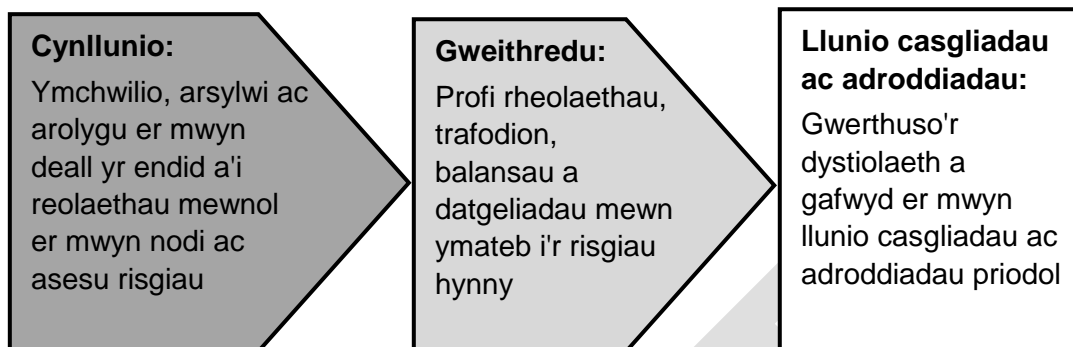 Cynllunio:
Ymchwilio, arsylwi ac
arolygu er mwyn
deall yr endid a'i
reolaethau mewnol
er mwyn nodi ac
asesu risgiau
Gweithredu:
Profi rheolaethau,
trafodion,
balansau a
datgeliadau mewn
ymateb i'r risgiau
hynny
Llunio casgliadau
ac adroddiadau:
Gwerthuso'r
dystiolaeth a
gafwyd er mwyn
llunio casgliadau ac
adroddiadau priodol